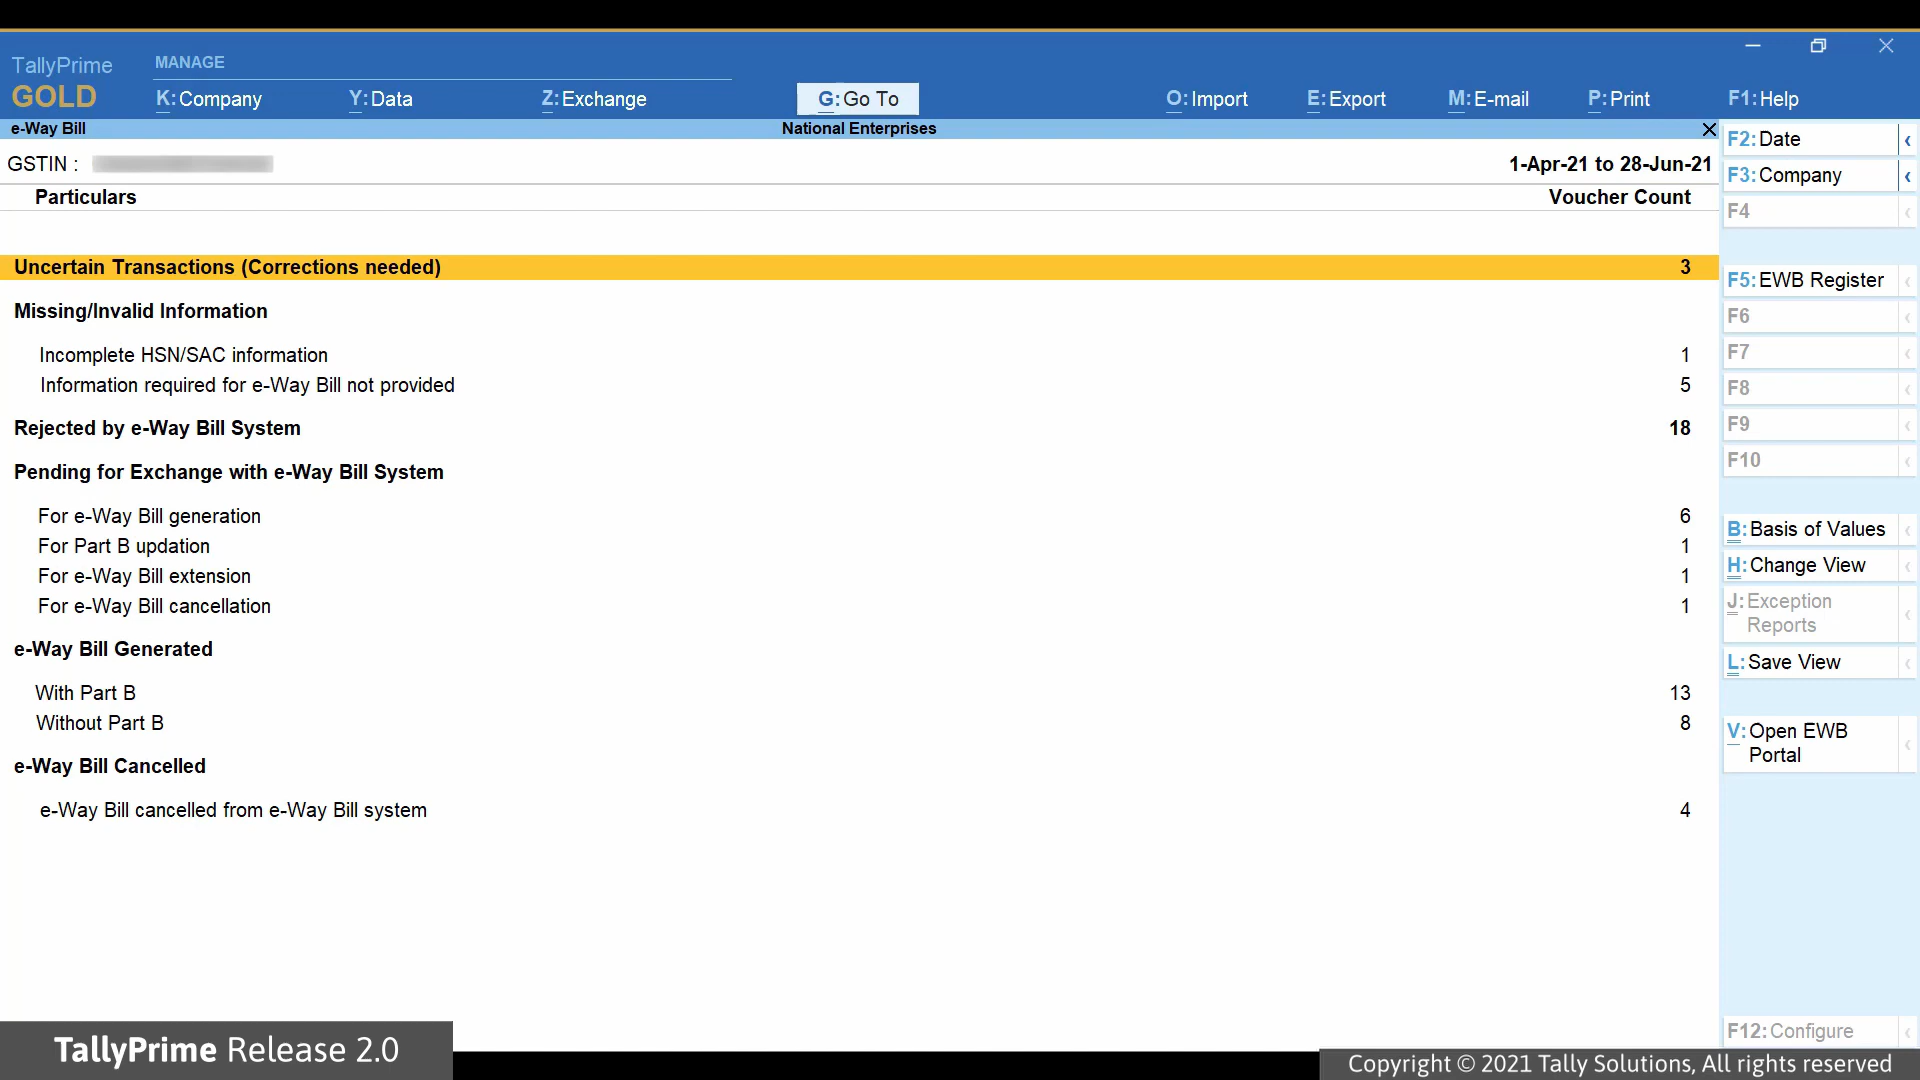 TallyPrime
GOLD
MANAGE
K:Company
Y:Data
Z:Exchange
G:Go To
O:Import
E:Export
M:E-mail
P:Print
F1:Help
e-Way Bill
National Enterprises
GSTIN :
1-Apr-21 to 28-Jun-21
Particulars
Voucher Count
Uncertain Transactions (Corrections needed) 3
Missing/Invalid Information
Incomplete HSN/SAC information 1
Information required for e-Way Bill not provided 5
Rejected by e-Way Bill System 18
Pending for Exchange with e-Way Bill System
For e-Way Bill generation 6
For Part B updation 1
For e-Way Bill extension 1
For e-Way Bill cancellation 1
e-Way Bill Generated
With Part B 13
Without Part B 8
e-Way Bill Cancelled
e-Way Bill cancelled from e-Way Bill system 4
F2:Date
F3:Company
F4
F5:EWB Register
F6
F7
F8
F9
F10
B:Basis of Values
H:Change View
J:Exception
Reports
L:Save View
V:Open EWB
Portal
F12:Configure
TallyPrime Release 2.0
Copyright © 2021 Tally Solutions, All rights reserved